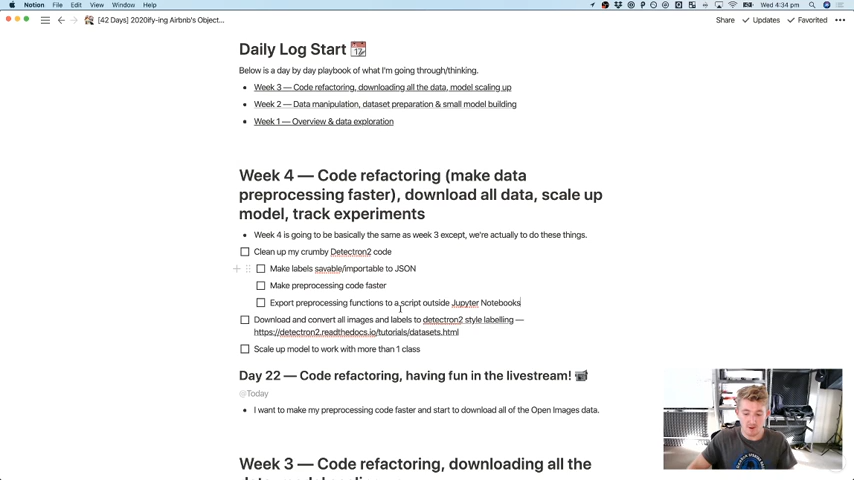 Notion File Edit View Window Help
Wed 4:34 pm
[42 Days] 2020ify-ing Airbnb's Object...
Share Updates Favorited
Daily Log Start
Below is a day by day playbook of what I'm going through/thinking.
Week 3 — Code refactoring, downloading all the data, model scaling up
Week 2 — Data manipulation, dataset preparation & small model building
Week 1 — Overview & data exploration
Week 4 — Code refactoring (make data
preprocessing faster), download all data, scale up
model, track experiments
Week 4 is going to be basically the same as week 3 except, we're actually to do these things.
Clean up my crumby Detectron2 code
Make labels savable/importable to JSON
Make preprocessing code faster
Export preprocessing functions to a script outside Jupyter Notebooks
Download and convert all images and labels to detectron2 style labelling —
https://detectron2.readthedocs.io/tutorials/datasets.html
Scale up model to work with more than 1 class
Day 22 — Code refactoring, having fun in the livestream!
@Today
I want to make my preprocessing code faster and start to download all of the Open Images data.
Week 3 — Code refactoring, downloading all the